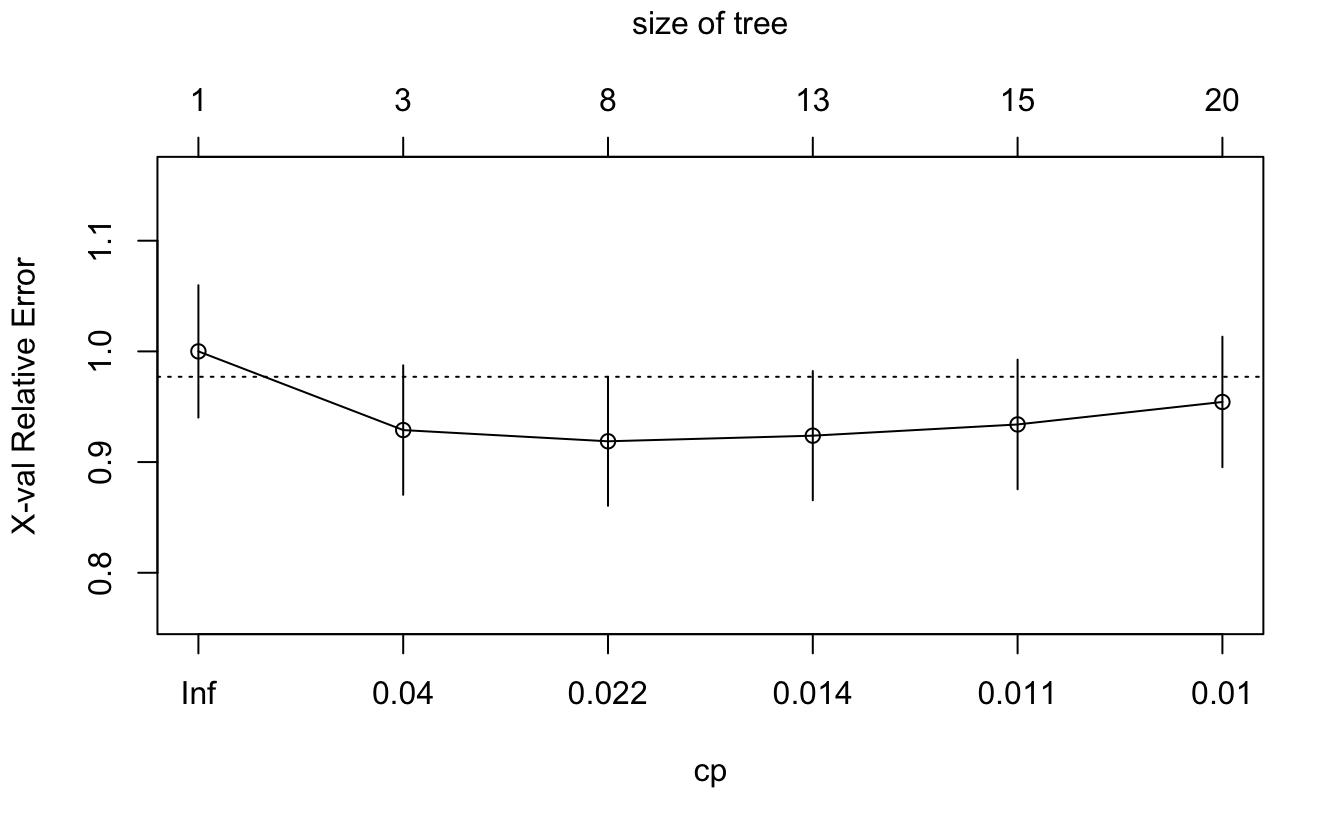 size of tree
1 3 8 13 15 20
X-val Relative Error
1.1
1.0
0.9
0.8
Inf 0.04 0.022 0.014 0.011 0.01
cp